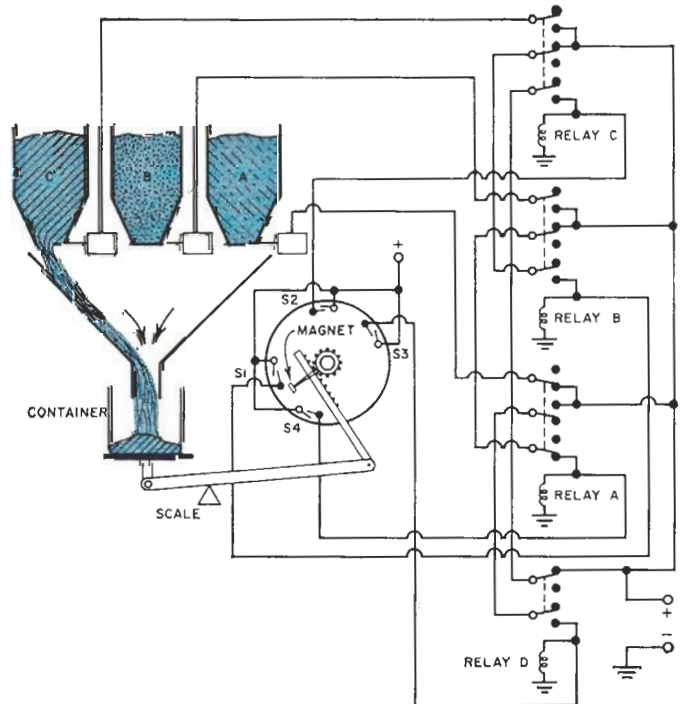 C
B
A
RELAY C
+
S2
MAGNET
S3
RELAY B
S1
CONTAINER
S4
SCALE
RELAY A
+
−
RELAY D